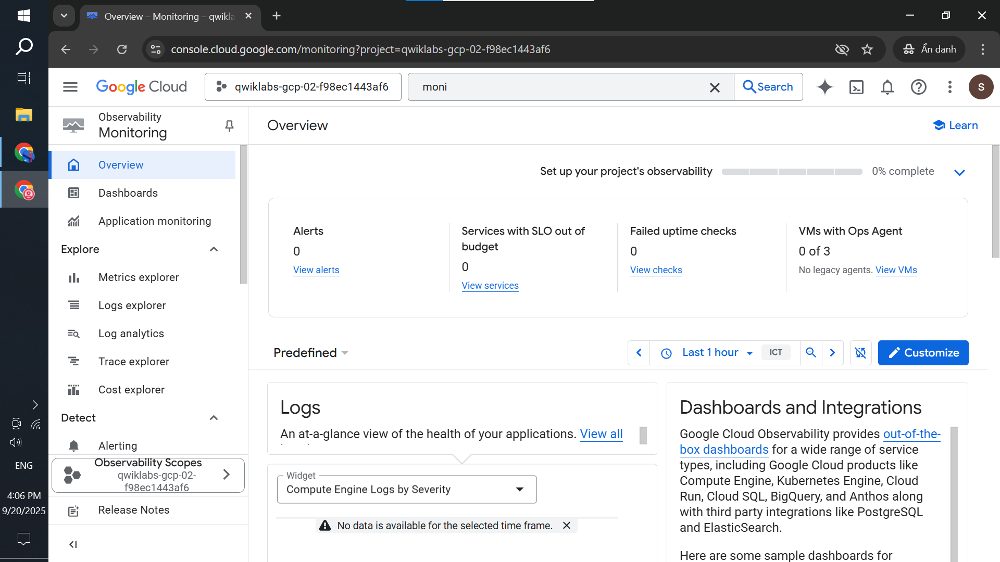 Overview – Monitoring – qwikla
console.cloud.google.com/monitoring?project=qwiklabs-gcp-02-f98ec1443af6
Ẩn danh
Google Cloud
qwiklabs-gcp-02-f98ec1443af6
moni
Search
S
Observability
Monitoring
Overview
Learn
Overview
Dashboards
Application monitoring
Explore
Metrics explorer
Logs explorer
Log analytics
Trace explorer
Cost explorer
Detect
Alerting
Observability Scopes
qwiklabs-gcp-02-
f98ec1443af6
Release Notes
Set up your project's observability
0% complete
Alerts
0
View alerts
Services with SLO out of
budget
0
View services
Failed uptime checks
0
View checks
VMs with Ops Agent
0 of 3
No legacy agents. View VMs
Predefined
Last 1 hour
ICT
Customize
Logs
An at-a-glance view of the health of your applications. View all
Widget
Compute Engine Logs by Severity
No data is available for the selected time frame.
Dashboards and Integrations
Google Cloud Observability provides out-of-the-
box dashboards for a wide range of service
types, including Google Cloud products like
Compute Engine, Kubernetes Engine, Cloud
Run, Cloud SQL, BigQuery, and Anthos along
with third party integrations like PostgreSQL
and ElasticSearch.
Here are some sample dashboards for
ENG
4:06 PM
9/20/2025